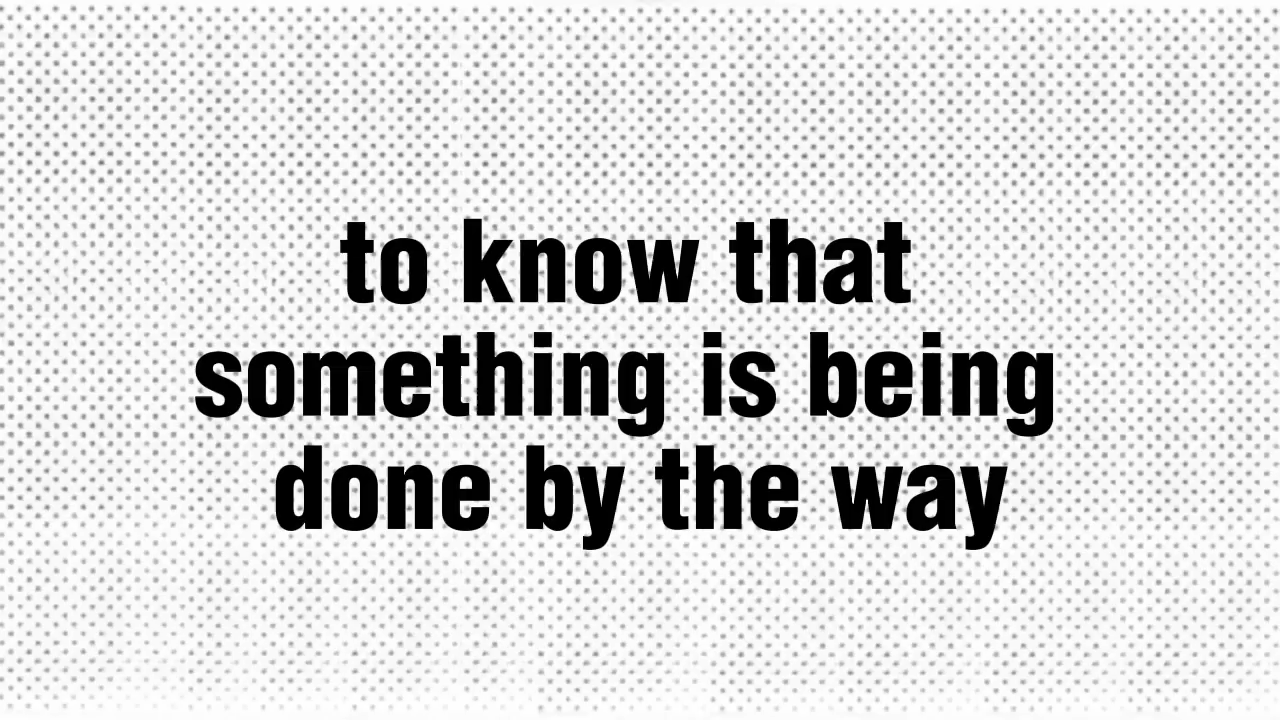 to know that
something is being
done by the way